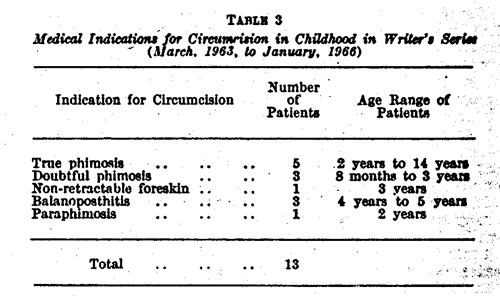 TABLE 3
Medical Indications for Circumcision in Childhood in Writer's Series
(March, 1963, to January, 1966)
Indication for Circumcision Number of Patients Age Range of Patients
True phimosis .. .. .. 5 2 years to 14 years
Doubtful phimosis .. .. .. 3 8 months to 3 years
Non-retractable foreskin .. .. 1 3 years
Balanoposthitis .. .. .. 3 4 years to 5 years
Paraphimosis .. .. .. 1 2 years
Total .. .. .. 13